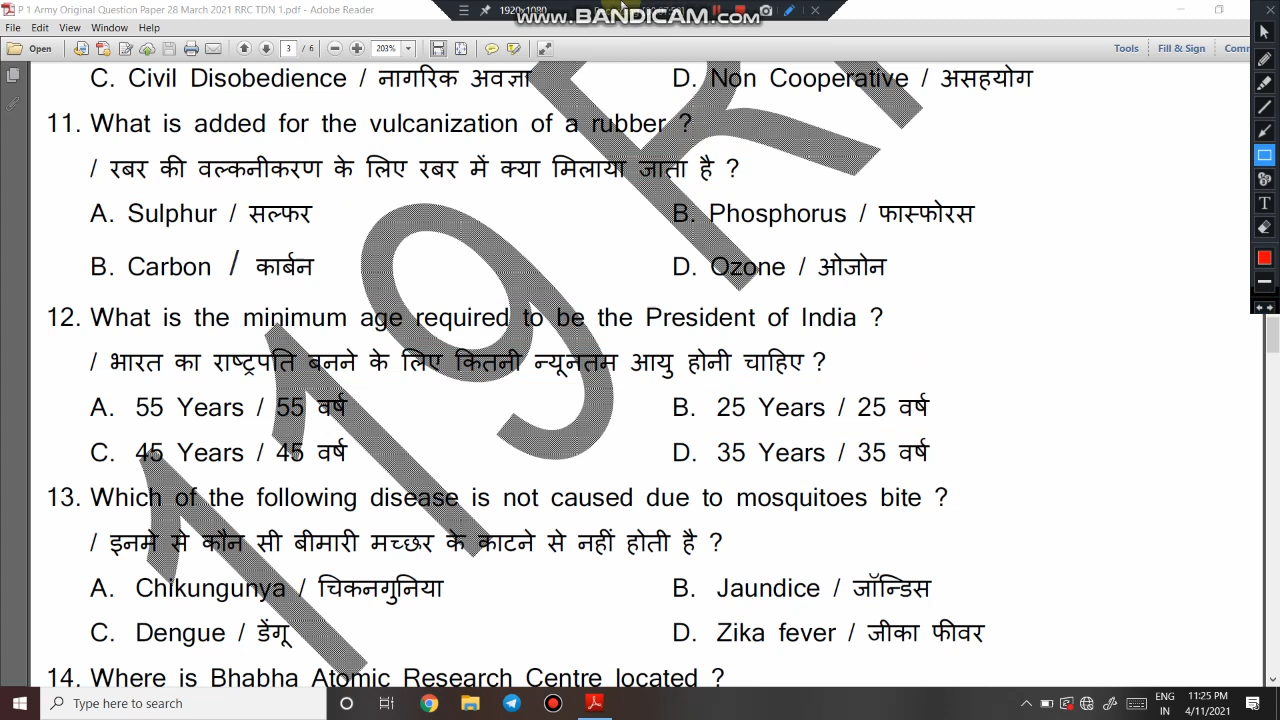 P 1 Army Original Question Paper 28 March 2021 RRC TDN 1.pdf - Adobe Reader
1920x1080
www.BANDICAM.com
File Edit View Window Help
Open 3 / 6 203% Tools Fill & Sign
C. Civil Disobedience / नागरिक अवज्ञा D. Non Cooperative / असहयोग
11. What is added for the vulcanization of a rubber ?
/ रबर की वल्कनीकरण के लिए रबर में क्या मिलाया जाता है ?
A. Sulphur / सल्फर B. Phosphorus / फास्फोरस
B. Carbon / कार्बन D. Ozone / ओजोन
12. What is the minimum age required to be the President of India ?
/ भारत का राष्ट्रपति बनने के लिए कितनी न्यूनतम आयु होनी चाहिए ?
A. 55 Years / 55 वर्ष B. 25 Years / 25 वर्ष
C. 45 Years / 45 वर्ष D. 35 Years / 35 वर्ष
13. Which of the following disease is not caused due to mosquitoes bite ?
/ इनमे से कौन सी बीमारी मच्छर के काटने से नहीं होती है ?
A. Chikungunya / चिकनगुनिया B. Jaundice / जॉन्डिस
C. Dengue / डेंगू D. Zika fever / जीका फीवर
14. Where is Bhabha Atomic Research Centre located ?
119 R
Type here to search
ENG 11:25 PM
IN 4/11/2021